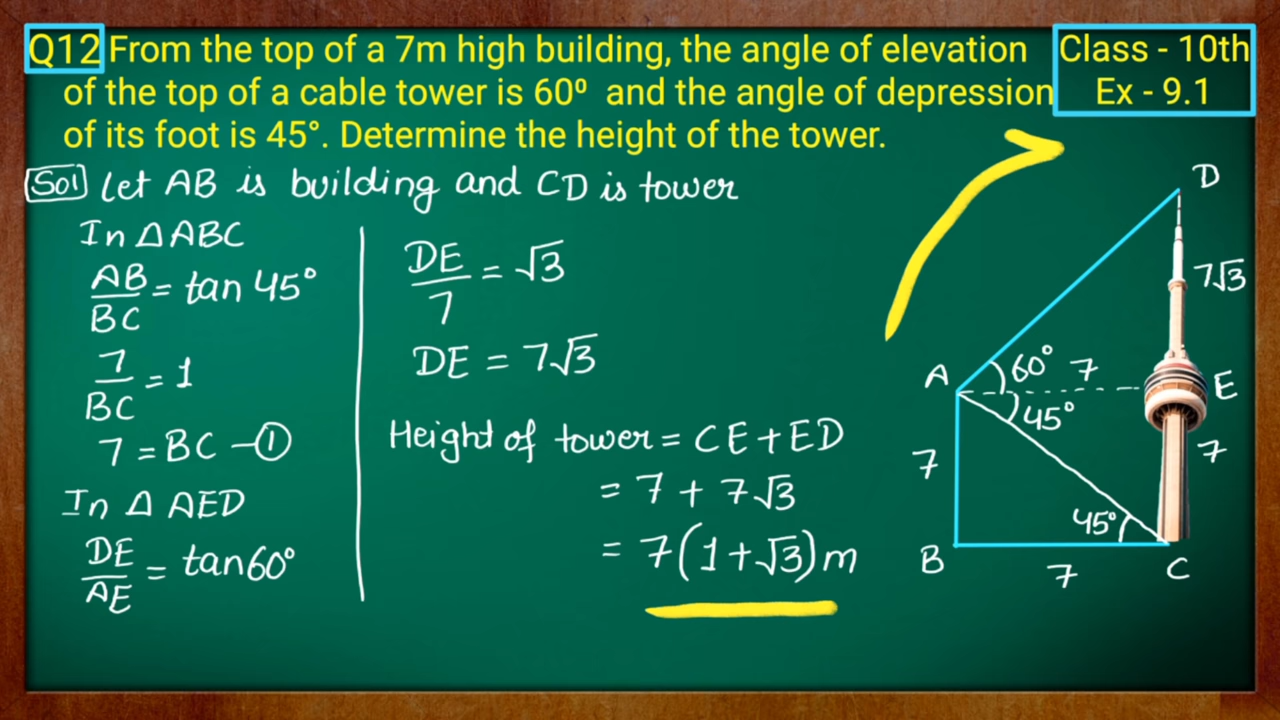 Q12 From the top of a 7m high building, the angle of elevation
of the top of a cable tower is 60º and the angle of depression
of its foot is 45°. Determine the height of the tower.
Class - 10th
Ex - 9.1
Sol Let AB is building and CD is tower
In △ABC
AB/BC = tan 45°
7/BC = 1
7 = BC —①
In △ AED
DE/AE = tan60°
DE/7 = √3
DE = 7√3
Height of tower = CE + ED
= 7 + 7√3
= 7(1+√3)m
D
7√3
A 60° 7 E
45°
7 7
45°
B 7 C